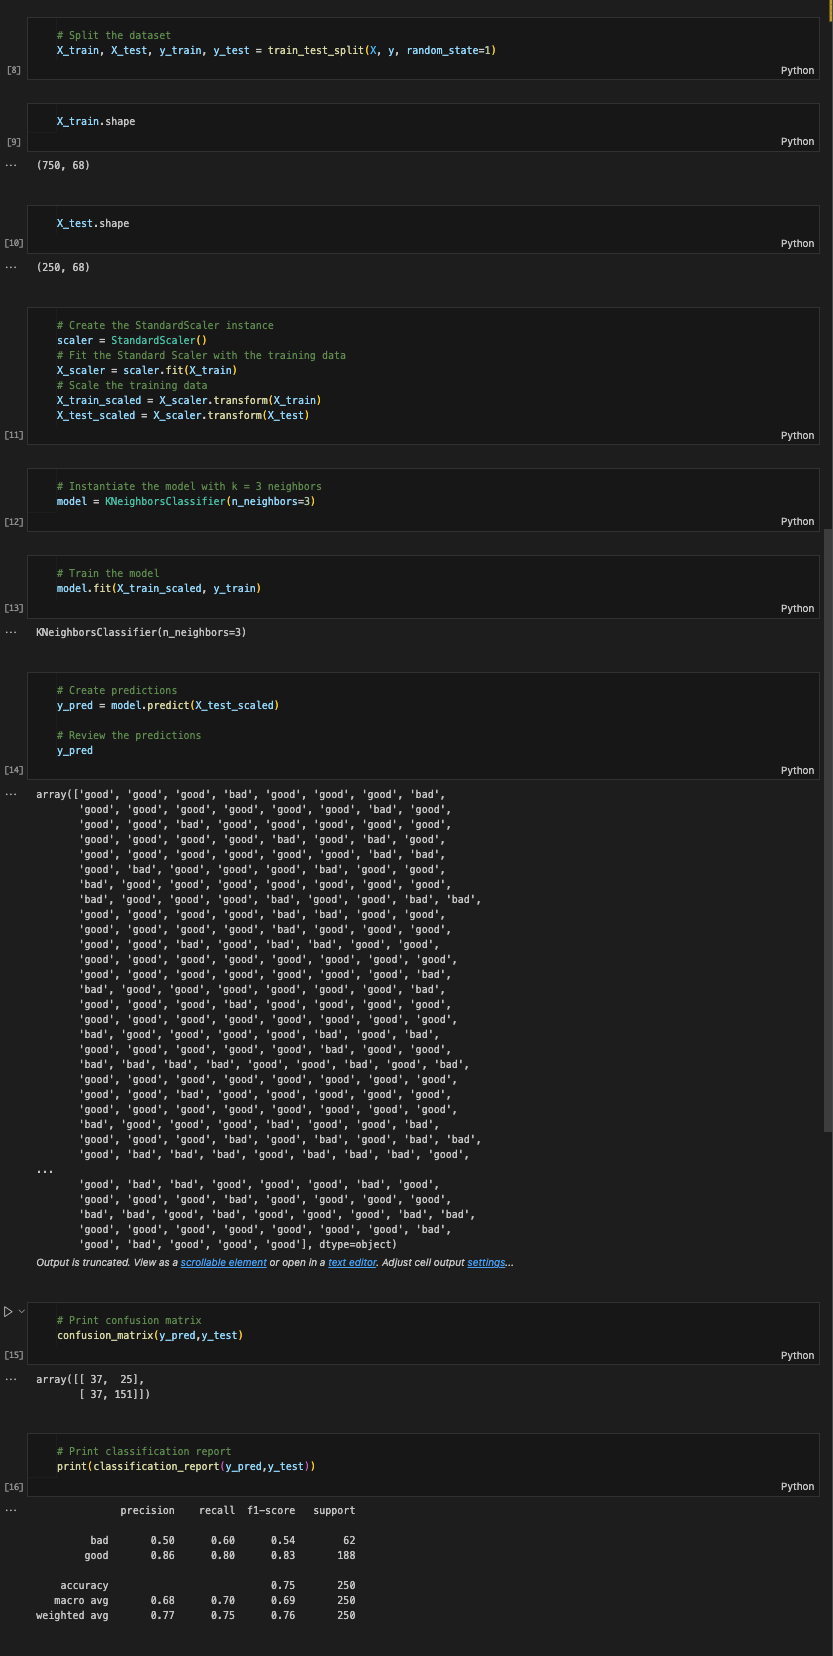 # Split the dataset
X_train, X_test, y_train, y_test = train_test_split(X, y, random_state=1)
[8]
Python
X_train.shape
[9]
Python
... (750, 68)
X_test.shape
[10]
Python
... (250, 68)
# Create the StandardScaler instance
scaler = StandardScaler()
# Fit the Standard Scaler with the training data
X_scaler = scaler.fit(X_train)
# Scale the training data
X_train_scaled = X_scaler.transform(X_train)
X_test_scaled = X_scaler.transform(X_test)
[11]
Python
# Instantiate the model with k = 3 neighbors
model = KNeighborsClassifier(n_neighbors=3)
[12]
Python
# Train the model
model.fit(X_train_scaled, y_train)
[13]
Python
... KNeighborsClassifier(n_neighbors=3)
# Create predictions
y_pred = model.predict(X_test_scaled)
# Review the predictions
y_pred
[14]
Python
... array(['good', 'good', 'good', 'bad', 'good', 'good', 'good', 'bad',
'good', 'good', 'good', 'good', 'good', 'good', 'bad', 'good',
'good', 'good', 'bad', 'good', 'good', 'good', 'good', 'good',
'good', 'good', 'good', 'good', 'bad', 'good', 'bad', 'good',
'good', 'good', 'good', 'good', 'good', 'good', 'bad', 'bad',
'good', 'bad', 'good', 'good', 'good', 'bad', 'good', 'good',
'bad', 'good', 'good', 'good', 'good', 'good', 'good', 'good',
'bad', 'good', 'good', 'good', 'bad', 'good', 'good', 'bad', 'bad',
'good', 'good', 'good', 'good', 'bad', 'bad', 'good', 'good',
'good', 'good', 'good', 'good', 'bad', 'good', 'good', 'good',
'good', 'good', 'bad', 'good', 'bad', 'bad', 'good', 'good',
'good', 'good', 'good', 'good', 'good', 'good', 'good', 'good',
'good', 'good', 'good', 'good', 'good', 'good', 'good', 'bad',
'bad', 'good', 'good', 'good', 'good', 'good', 'good', 'bad',
'good', 'good', 'good', 'bad', 'good', 'good', 'good', 'good',
'good', 'good', 'good', 'good', 'good', 'good', 'good', 'good',
'bad', 'good', 'good', 'good', 'good', 'bad', 'good', 'bad',
'good', 'good', 'good', 'good', 'good', 'bad', 'good', 'good',
'bad', 'bad', 'bad', 'bad', 'good', 'good', 'bad', 'good', 'bad',
'good', 'good', 'good', 'good', 'good', 'good', 'good', 'good',
'good', 'good', 'bad', 'good', 'good', 'good', 'good', 'good',
'good', 'good', 'good', 'good', 'good', 'good', 'good', 'good',
'bad', 'good', 'good', 'good', 'bad', 'good', 'good', 'bad',
'good', 'good', 'good', 'bad', 'good', 'bad', 'good', 'bad', 'bad',
'good', 'bad', 'bad', 'bad', 'good', 'bad', 'bad', 'bad', 'good',
...
'good', 'bad', 'bad', 'good', 'good', 'good', 'bad', 'good',
'good', 'good', 'good', 'bad', 'good', 'good', 'good', 'good',
'bad', 'bad', 'good', 'bad', 'good', 'good', 'good', 'bad', 'bad',
'good', 'good', 'good', 'good', 'good', 'good', 'good', 'bad',
'good', 'bad', 'good', 'good', 'good'], dtype=object)
Output is truncated. View as a scrollable element or open in a text editor. Adjust cell output settings...
# Print confusion matrix
confusion_matrix(y_pred,y_test)
[15]
Python
... array([[ 37, 25],
[ 37, 151]])
# Print classification report
print(classification_report(y_pred,y_test))
[16]
Python
... precision recall f1-score support
bad 0.50 0.60 0.54 62
good 0.86 0.80 0.83 188
accuracy 0.75 250
macro avg 0.68 0.70 0.69 250
weighted avg 0.77 0.75 0.76 250